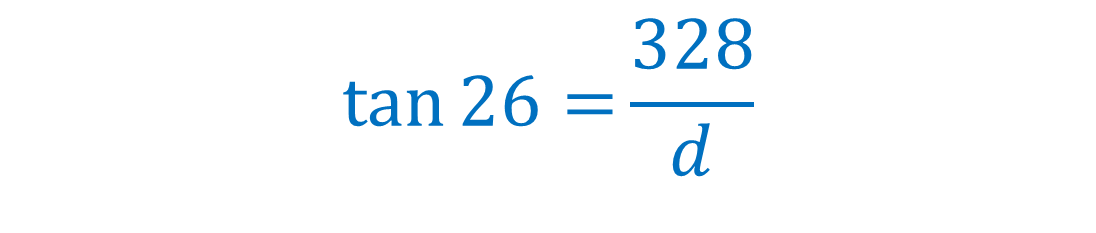 tan 26 = 328/d